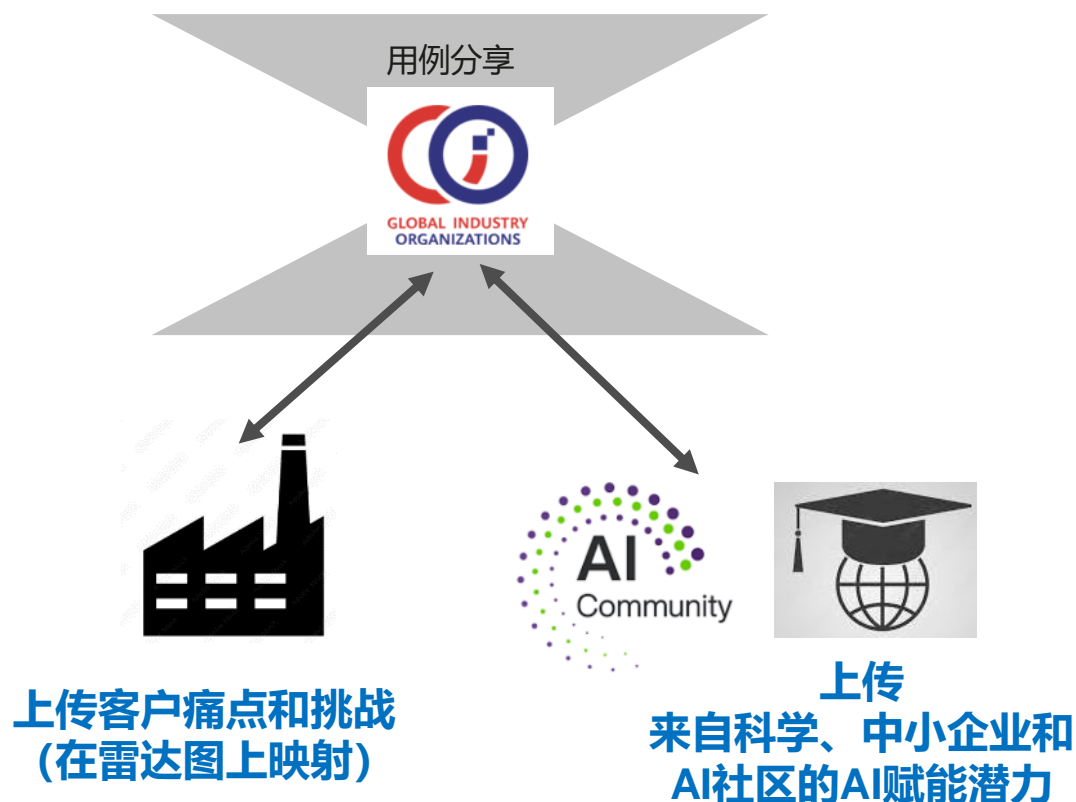 用例分享
GLOBAL INDUSTRY
ORGANIZATIONS
AI
Community
上传客户痛点和挑战
（在雷达图上映射）
上传
来自科学、中小企业和
AI社区的AI赋能潜力